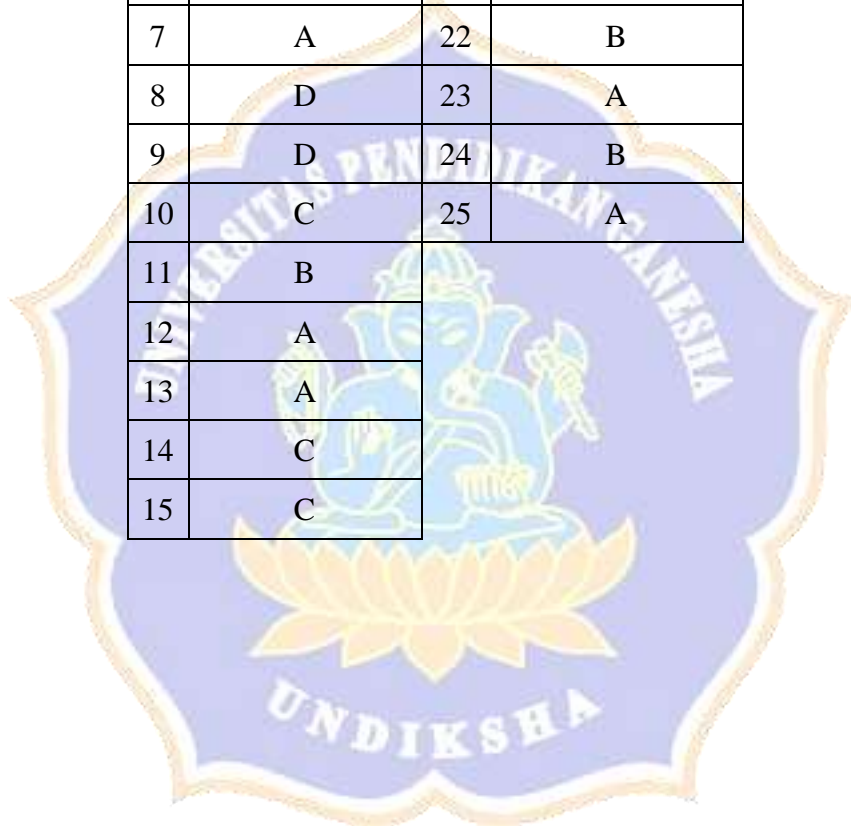 7 A 22 B
8 D 23 A
9 D 24 B
10 C 25 A
11 B
12 A
13 A
14 C
15 C
UNIVERSITAS PENDIDIKAN GANESHA
UNDIKSHA